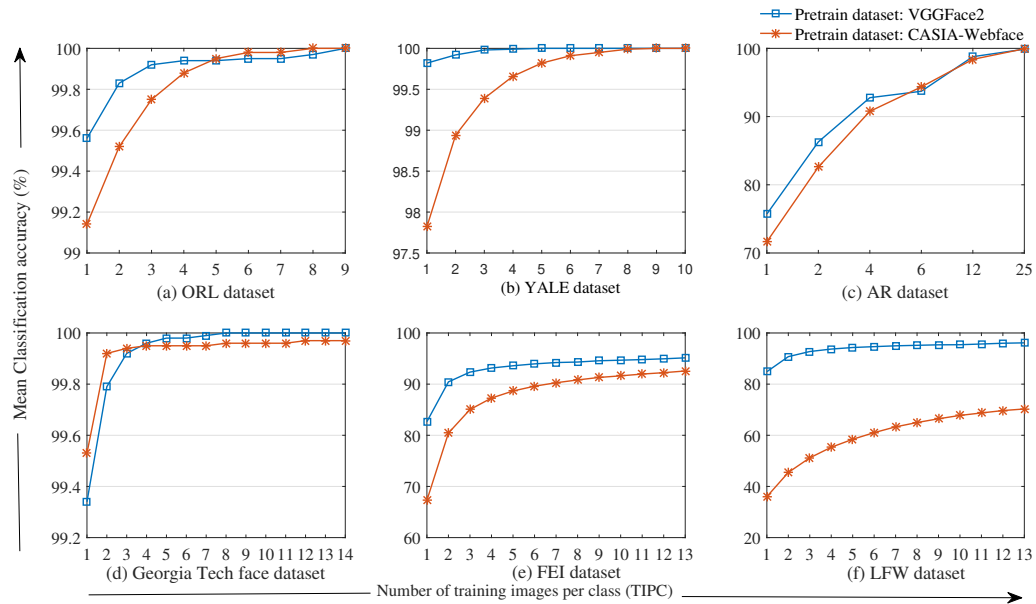 Pretrain dataset: VGGFace2
Pretrain dataset: CASIA-Webface
Mean Classification accuracy (%)
100
99.8
99.6
99.4
99.2
99
1 2 3 4 5 6 7 8 9
(a) ORL dataset
100
99.5
99
98.5
98
97.5
1 2 3 4 5 6 7 8 9 10
(b) YALE dataset
100
90
80
70
1 2 4 6 12 25
(c) AR dataset
100
99.8
99.6
99.4
99.2
1 2 3 4 5 6 7 8 9 10 11 12 13 14
(d) Georgia Tech face dataset
100
90
80
70
60
1 2 3 4 5 6 7 8 9 10 11 12 13
(e) FEI dataset
100
80
60
40
20
1 2 3 4 5 6 7 8 9 10 11 12 13
(f) LFW dataset
Number of training images per class (TIPC)